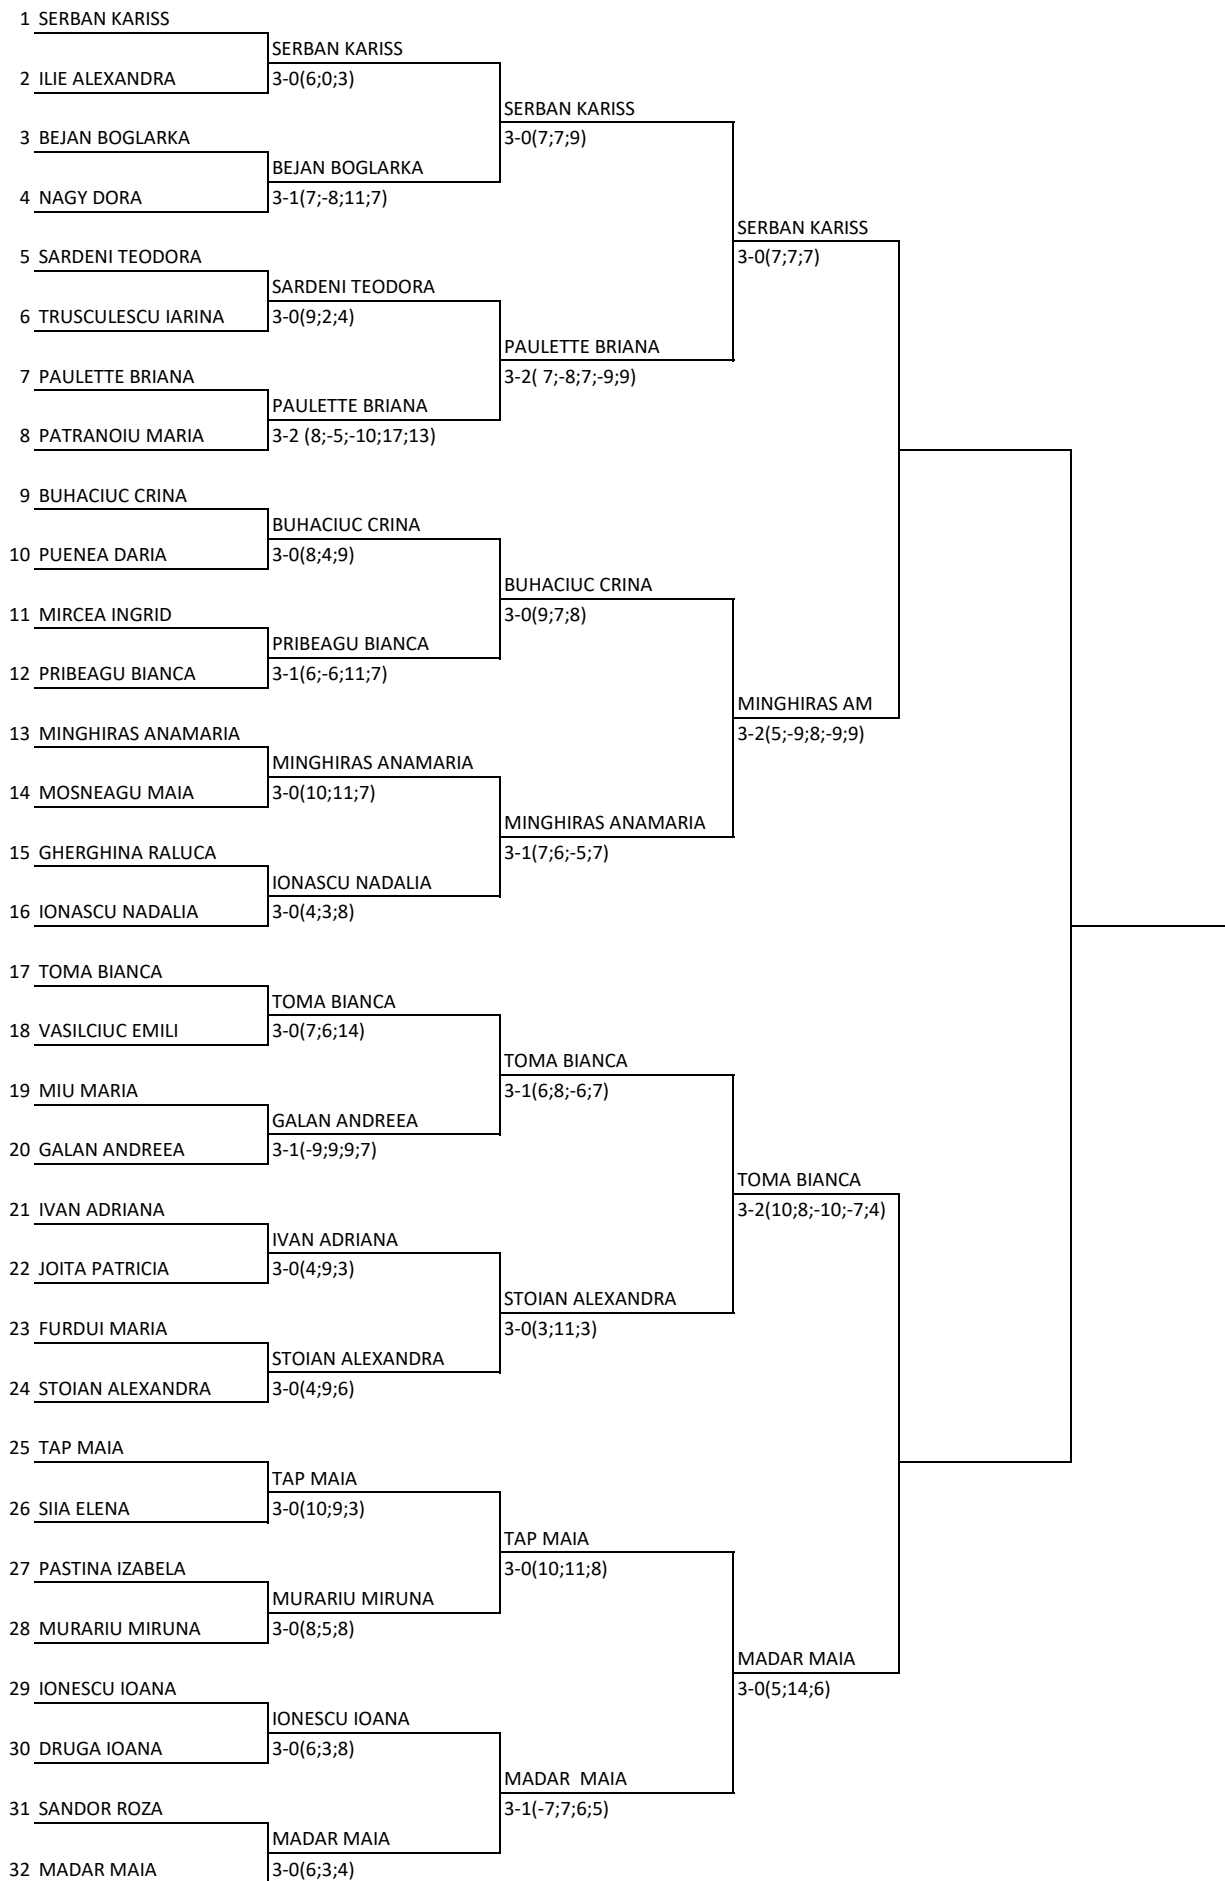 1 SERBAN KARISS
SERBAN KARISS
2 ILIE ALEXANDRA
3-0(6;0;3)
SERBAN KARISS
3 BEJAN BOGLARKA
3-0(7;7;9)
BEJAN BOGLARKA
4 NAGY DORA
3-1(7;-8;11;7)
SERBAN KARISS
5 SARDENI TEODORA
3-0(7;7;7)
SARDENI TEODORA
6 TRUSCULESCU IARINA
3-0(9;2;4)
PAULETTE BRIANA
7 PAULETTE BRIANA
3-2( 7;-8;7;-9;9)
PAULETTE BRIANA
8 PATRANOIU MARIA
3-2 (8;-5;-10;17;13)
9 BUHACIUC CRINA
BUHACIUC CRINA
10 PUENEA DARIA
3-0(8;4;9)
BUHACIUC CRINA
11 MIRCEA INGRID
3-0(9;7;8)
PRIBEAGU BIANCA
12 PRIBEAGU BIANCA
3-1(6;-6;11;7)
MINGHIRAS AM
13 MINGHIRAS ANAMARIA
3-2(5;-9;8;-9;9)
MINGHIRAS ANAMARIA
14 MOSNEAGU MAIA
3-0(10;11;7)
MINGHIRAS ANAMARIA
15 GHERGHINA RALUCA
3-1(7;6;-5;7)
IONASCU NADALIA
16 IONASCU NADALIA
3-0(4;3;8)
17 TOMA BIANCA
TOMA BIANCA
18 VASILCIUC EMILI
3-0(7;6;14)
TOMA BIANCA
19 MIU MARIA
3-1(6;8;-6;7)
GALAN ANDREEA
20 GALAN ANDREEA
3-1(-9;9;9;7)
TOMA BIANCA
21 IVAN ADRIANA
3-2(10;8;-10;-7;4)
IVAN ADRIANA
22 JOITA PATRICIA
3-0(4;9;3)
STOIAN ALEXANDRA
23 FURDUI MARIA
3-0(3;11;3)
STOIAN ALEXANDRA
24 STOIAN ALEXANDRA
3-0(4;9;6)
25 TAP MAIA
TAP MAIA
26 SIIA ELENA
3-0(10;9;3)
TAP MAIA
27 PASTINA IZABELA
3-0(10;11;8)
MURARIU MIRUNA
28 MURARIU MIRUNA
3-0(8;5;8)
MADAR MAIA
29 IONESCU IOANA
3-0(5;14;6)
IONESCU IOANA
30 DRUGA IOANA
3-0(6;3;8)
MADAR  MAIA
31 SANDOR ROZA
3-1(-7;7;6;5)
MADAR MAIA
32 MADAR MAIA
3-0(6;3;4)